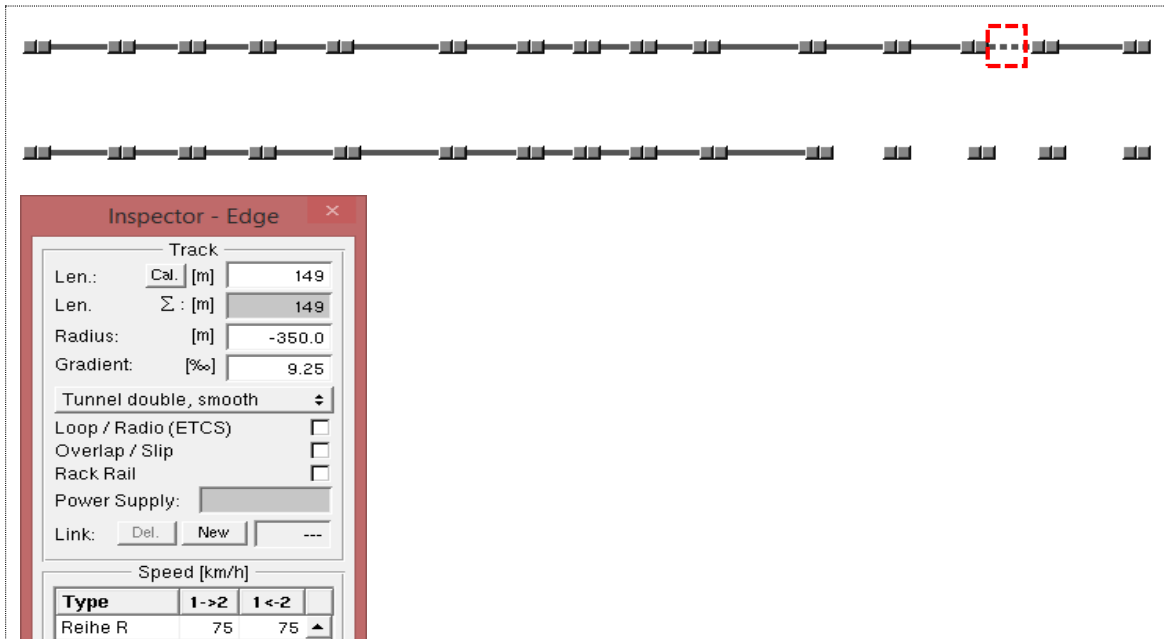 Inspector - Edge ×
Track
Len.: Cal. [m] 149
Len. Σ : [m] 149
Radius: [m] -350.0
Gradient: [‰] 9.25
Tunnel double, smooth
Loop / Radio (ETCS)
Overlap / Slip
Rack Rail
Power Supply:
Link: Del. New ---
Speed [km/h]
Type 1->2 1<-2
Reihe R 75 75